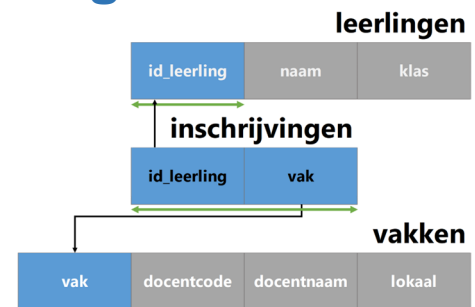 leerlingen
id_leerling naam klas
inschrijvingen
id_leerling vak
vakken
vak docentcode docentnaam lokaal